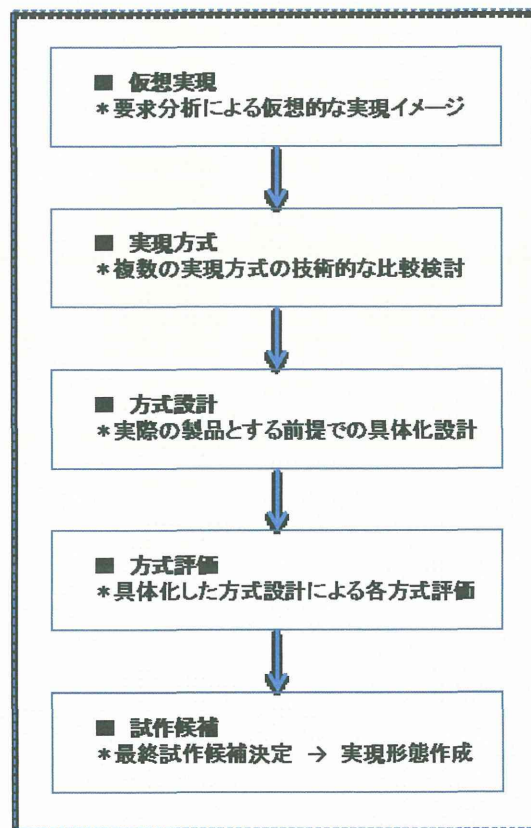 ■ 仮想実現
*要求分析による仮想的な実現イメージ
■ 実現方式
*複数の実現方式の技術的な比較検討
■ 方式設計
*実際の製品とする前提での具体化設計
■ 方式評価
*具体化した方式設計による各方式評価
■ 試作候補
*最終試作候補決定 → 実現形態作成